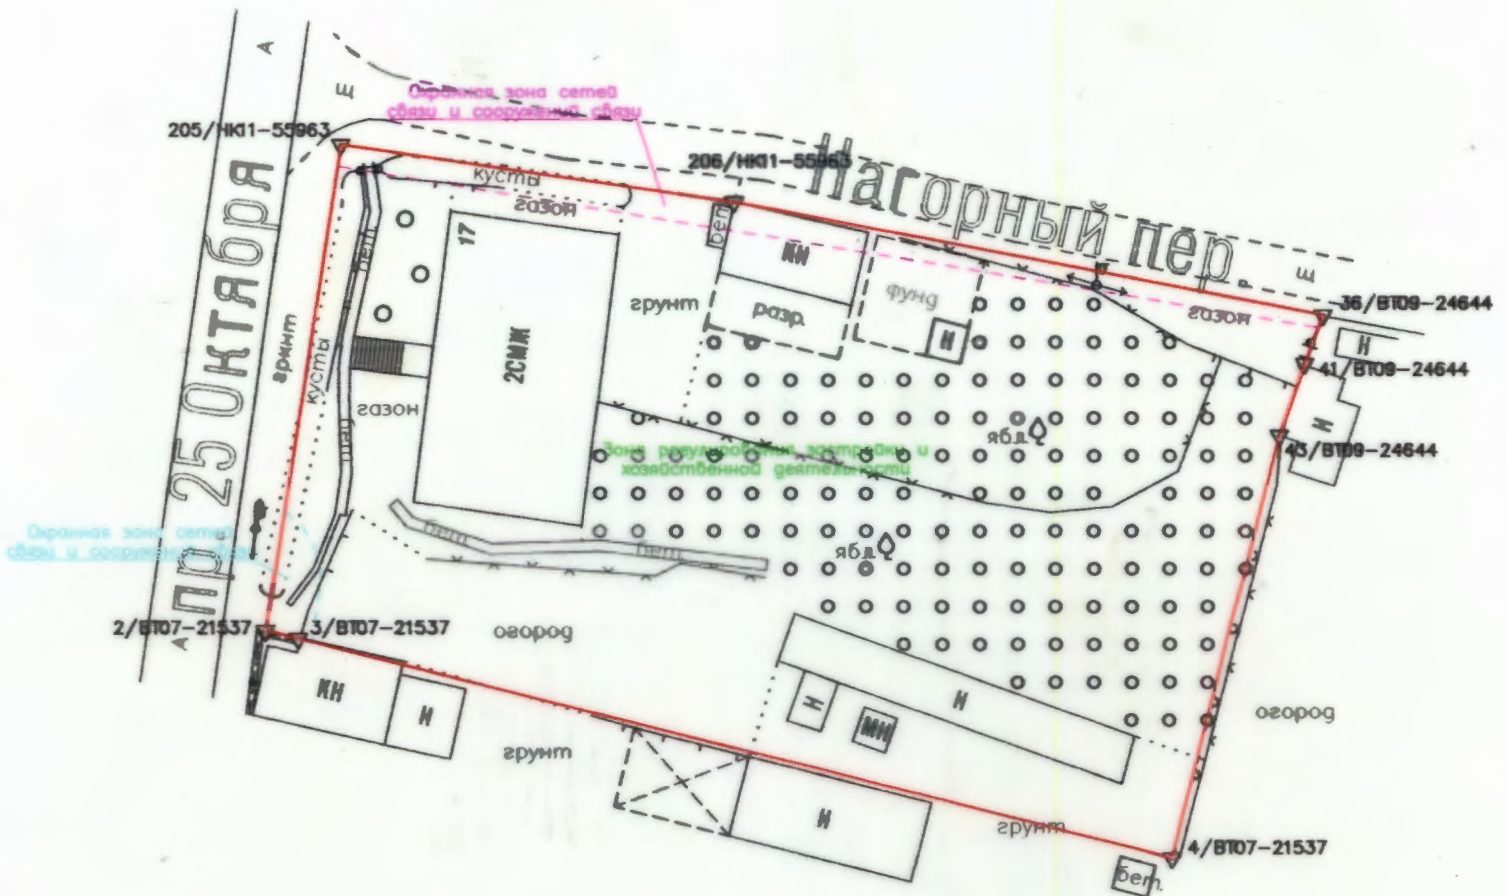 А
Щ
Охранная зона сетей
связи и сооружений связи
205/НК11-55963
206/НК11-55963
Нагорный пер.
Щ
кусты
газон
бет.
17
КН
разр.
фунд
Н
газон
36/ВТ09-24644
Н
41/ВТ09-24644
Н
43/ВТ09-24644
пр. 25 Октября
грунт
кусты
бет.
грунт
2СМЖ
газон
ябл.
Зона регулирования застройки и
хозяйственной деятельности
бет.
бет.
ябл.
Охранная зона сетей
связи и сооружений связи
2/ВТ07-21537
3/ВТ07-21537
А
огород
КН
Н
Н
Н
МН
огород
грунт
Н
грунт
4/ВТ07-21537
бет.